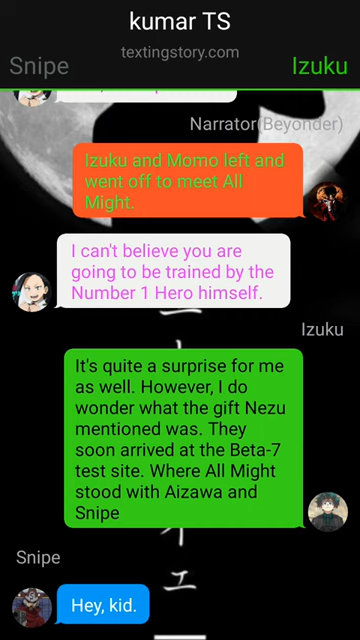 kumar TS
textingstory.com
Snipe
Izuku
Narrator(Beyonder)
Izuku and Momo left and
went off to meet All
Might.
I can't believe you are
going to be trained by the
Number 1 Hero himself.
Izuku
It's quite a surprise for me
as well. However, I do
wonder what the gift Nezu
mentioned was. They
soon arrived at the Beta-7
test site. Where All Might
stood with Aizawa and
Snipe
Snipe
Hey, kid.
エ